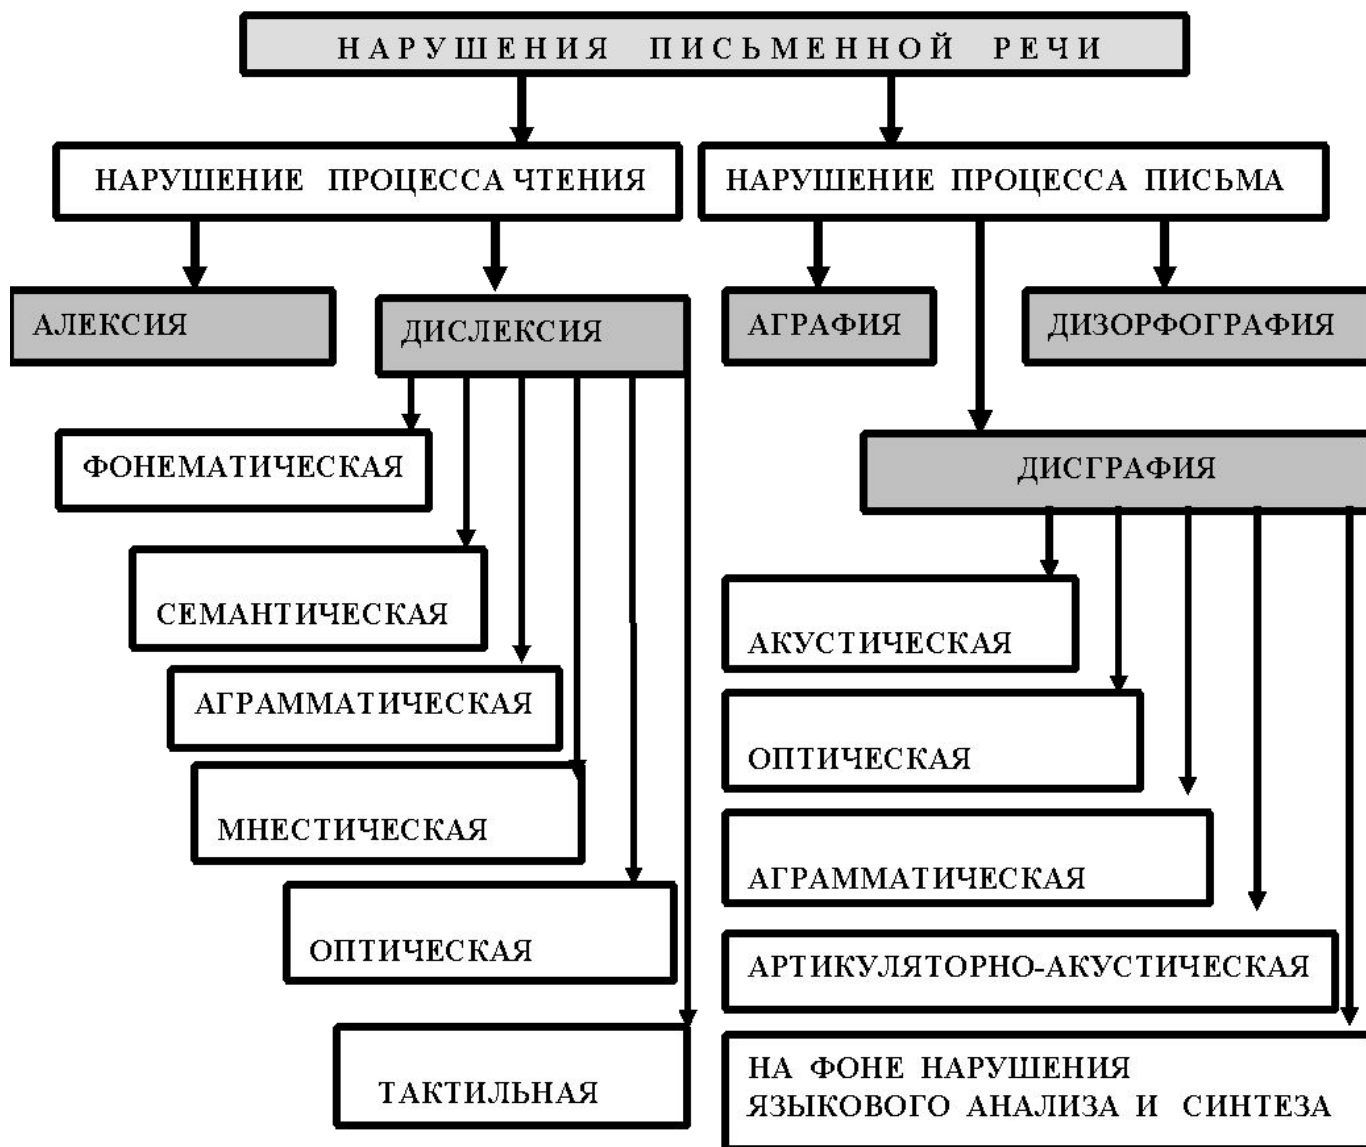 НАРУШЕНИЯ ПИСЬМЕННОЙ РЕЧИ
НАРУШЕНИЕ ПРОЦЕССА ЧТЕНИЯ
НАРУШЕНИЕ ПРОЦЕССА ПИСЬМА
АЛЕКСИЯ
ДИСЛЕКСИЯ
АГРАФИЯ
ДИЗОРФОГРАФИЯ
ФОНЕМАТИЧЕСКАЯ
СЕМАНТИЧЕСКАЯ
АГРАММАТИЧЕСКАЯ
МНЕСТИЧЕСКАЯ
ОПТИЧЕСКАЯ
ТАКТИЛЬНАЯ
ДИСГРАФИЯ
АКУСТИЧЕСКАЯ
ОПТИЧЕСКАЯ
АГРАММАТИЧЕСКАЯ
АРТИКУЛЯТОРНО-АКУСТИЧЕСКАЯ
НА ФОНЕ НАРУШЕНИЯ
ЯЗЫКОВОГО АНАЛИЗА И СИНТЕЗА